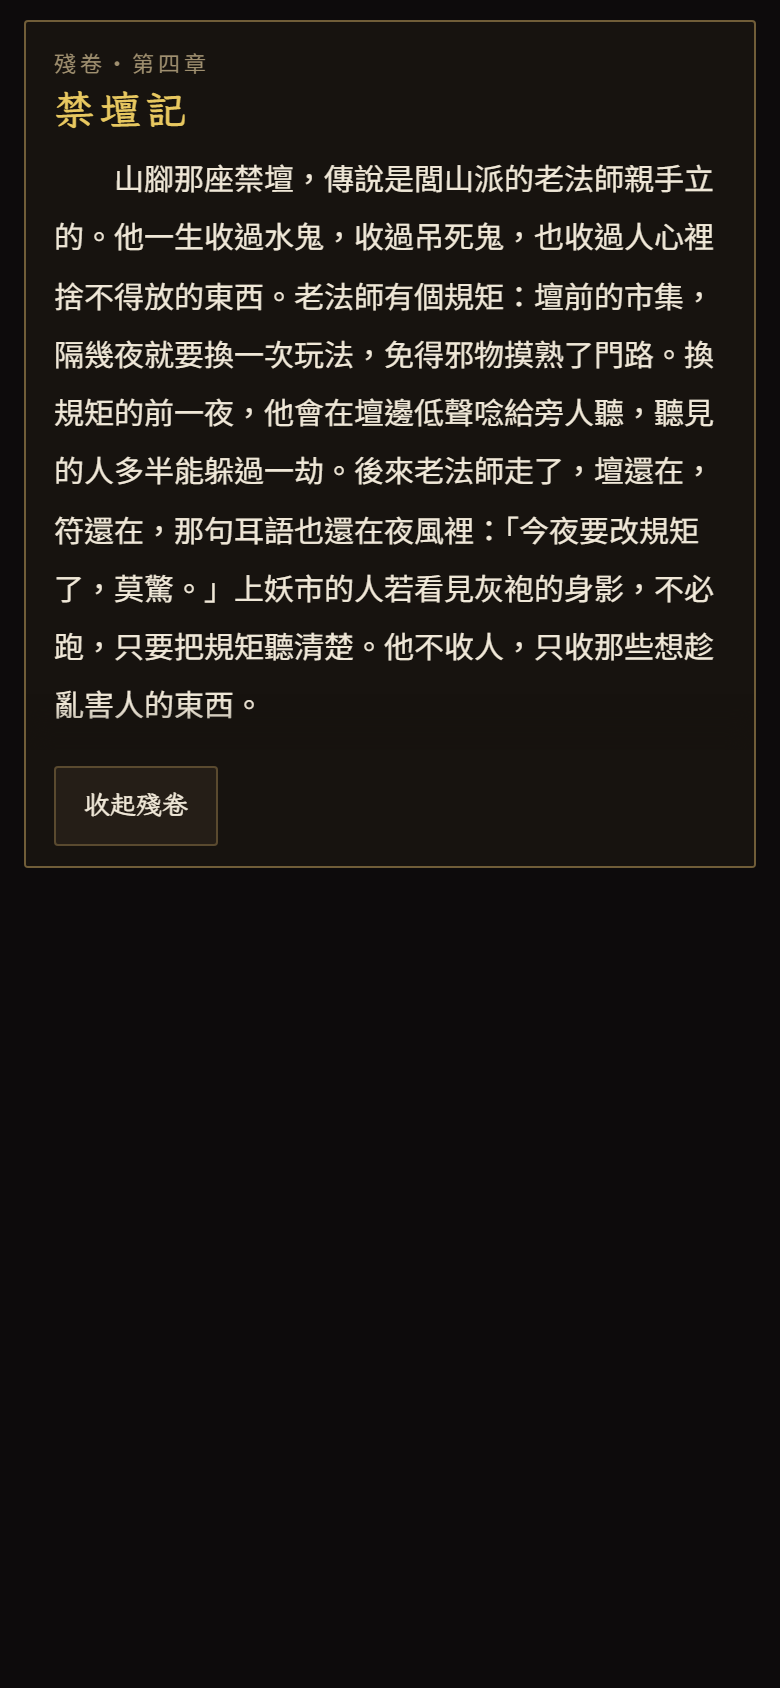 殘卷・第四章
禁壇記
山腳那座禁壇，傳說是閭山派的老法師親手立
的。他一生收過水鬼，收過吊死鬼，也收過人心裡
捨不得放的東西。老法師有個規矩：壇前的市集，
隔幾夜就要換一次玩法，免得邪物摸熟了門路。換
規矩的前一夜，他會在壇邊低聲唸給旁人聽，聽見
的人多半能躲過一劫。後來老法師走了，壇還在，
符還在，那句耳語也還在夜風裡：「今夜要改規矩
了，莫驚。」上妖市的人若看見灰袍的身影，不必
跑，只要把規矩聽清楚。他不收人，只收那些想趁
亂害人的東西。
收起殘卷